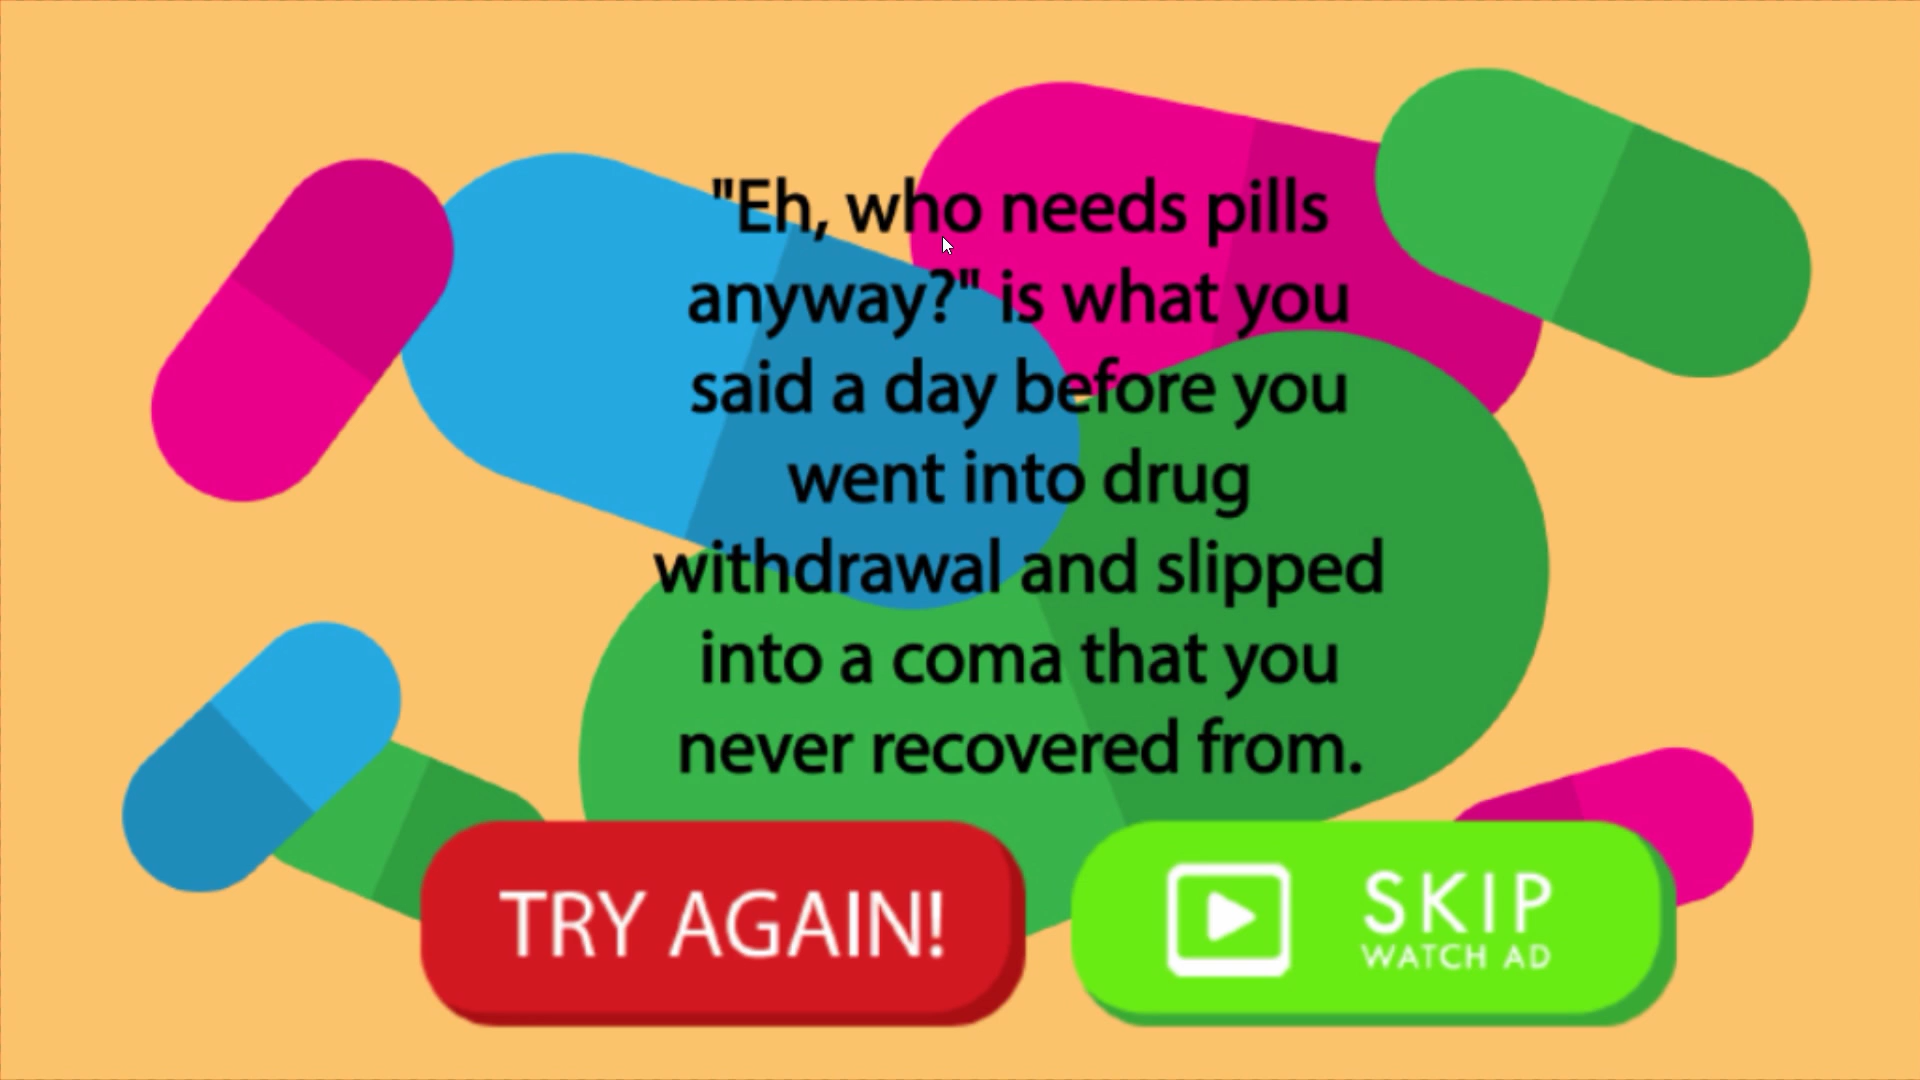 "Eh, who needs pills
anyway?" is what you
said a day before you
went into drug
withdrawal and slipped
into a coma that you
never recovered from.
TRY AGAIN!
SKIP
WATCH AD